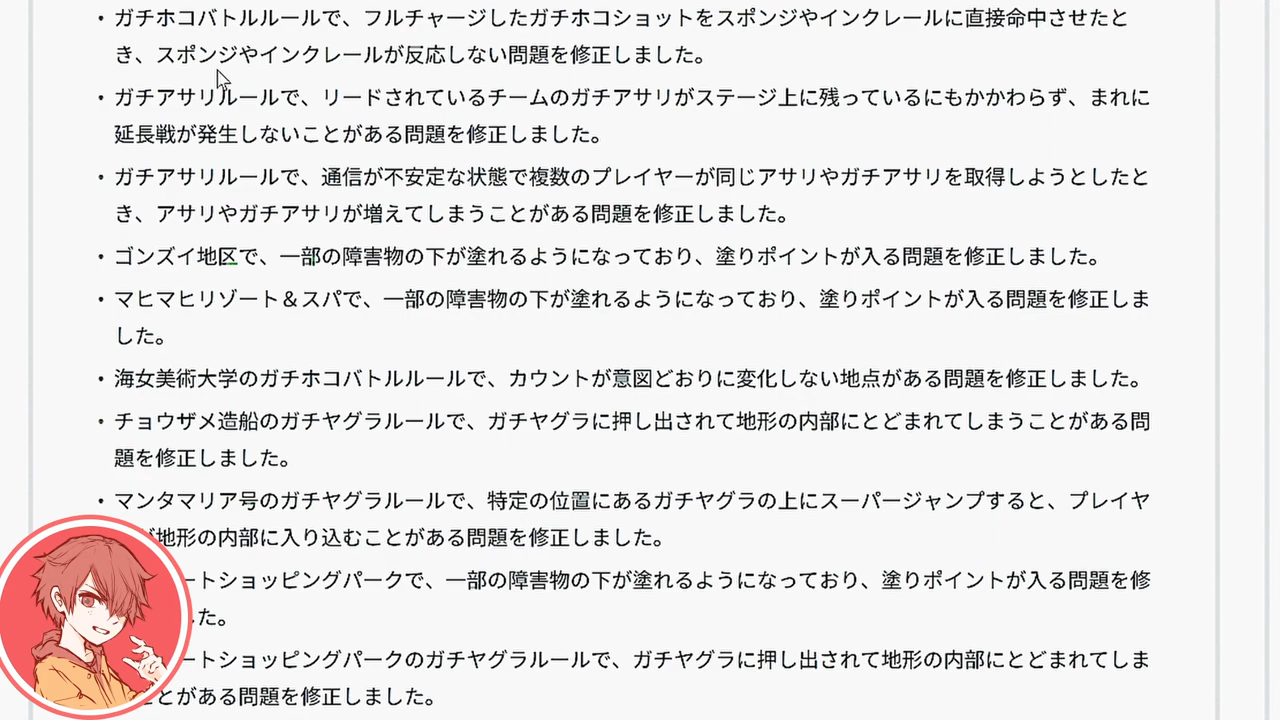 ・ガチホコバトルルールで、フルチャージしたガチホコショットをスポンジやインクレールに直接命中させたと
き、スポンジやインクレールが反応しない問題を修正しました。
・ガチアサリルールで、リードされているチームのガチアサリがステージ上に残っているにもかかわらず、まれに
延長戦が発生しないことがある問題を修正しました。
・ガチアサリルールで、通信が不安定な状態で複数のプレイヤーが同じアサリやガチアサリを取得しようとしたと
き、アサリやガチアサリが増えてしまうことがある問題を修正しました。
・ゴンズイ地区で、一部の障害物の下が塗れるようになっており、塗りポイントが入る問題を修正しました。
・マヒマヒリゾート＆スパで、一部の障害物の下が塗れるようになっており、塗りポイントが入る問題を修正しま
した。
・海女美術大学のガチホコバトルルールで、カウントが意図どおりに変化しない地点がある問題を修正しました。
・チョウザメ造船のガチヤグラルールで、ガチヤグラに押し出されて地形の内部にとどまれてしまうことがある問
題を修正しました。
・マンタマリア号のガチヤグラルールで、特定の位置にあるガチヤグラの上にスーパージャンプすると、プレイヤ
地形の内部に入り込むことがある問題を修正しました。
ートショッピングパークで、一部の障害物の下が塗れるようになっており、塗りポイントが入る問題を修
した。
ートショッピングパークのガチヤグラルールで、ガチヤグラに押し出されて地形の内部にとどまれてしま
とがある問題を修正しました。